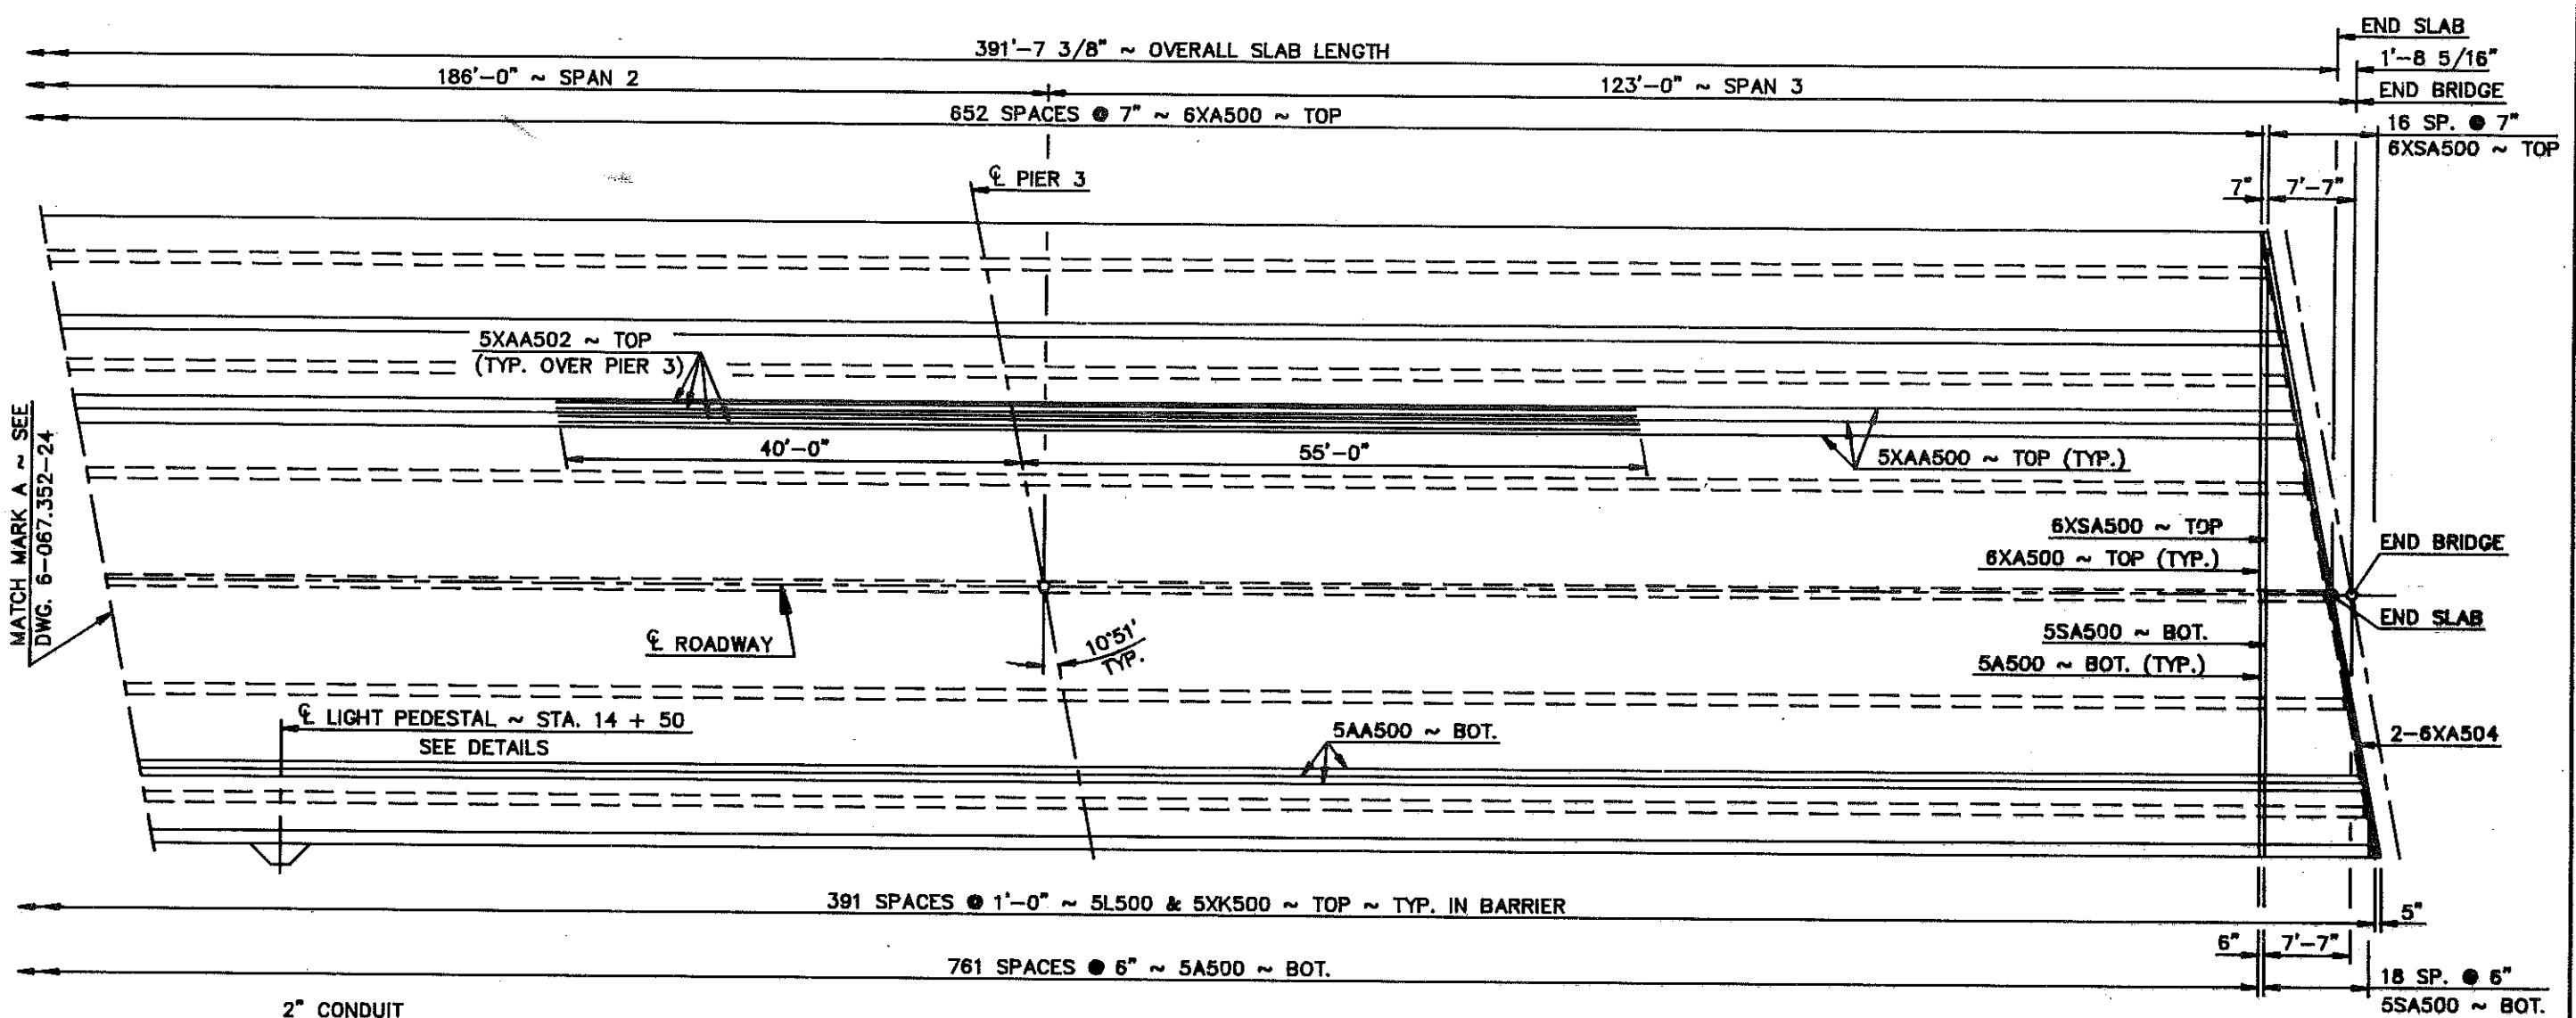 END SLAB
391'-7 3/8" ~ OVERALL SLAB LENGTH
1'-8 5/16"
186'-0" ~ SPAN 2
123'-0" ~ SPAN 3
END BRIDGE
652 SPACES @ 7" ~ 6XA500 ~ TOP
16 SP. @ 7"
6XSA500 ~ TOP
℄ PIER 3
7"
7'-7"
5XAA502 ~ TOP
(TYP. OVER PIER 3)
MATCH MARK A ~ SEE
DWG. 6-067.352-24
40'-0"
55'-0"
5XAA500 ~ TOP (TYP.)
6XSA500 ~ TOP
END BRIDGE
6XA500 ~ TOP (TYP.)
END SLAB
℄ ROADWAY
10°51'
TYP.
5SA500 ~ BOT.
5A500 ~ BOT. (TYP.)
℄ LIGHT PEDESTAL ~ STA. 14 + 50
SEE DETAILS
5AA500 ~ BOT.
2-6XA504
391 SPACES @ 1'-0" ~ 5L500 & 5XK500 ~ TOP ~ TYP. IN BARRIER
5"
6"
7'-7"
761 SPACES @ 6" ~ 5A500 ~ BOT.
18 SP. @ 6"
5SA500 ~ BOT.
2" CONDUIT